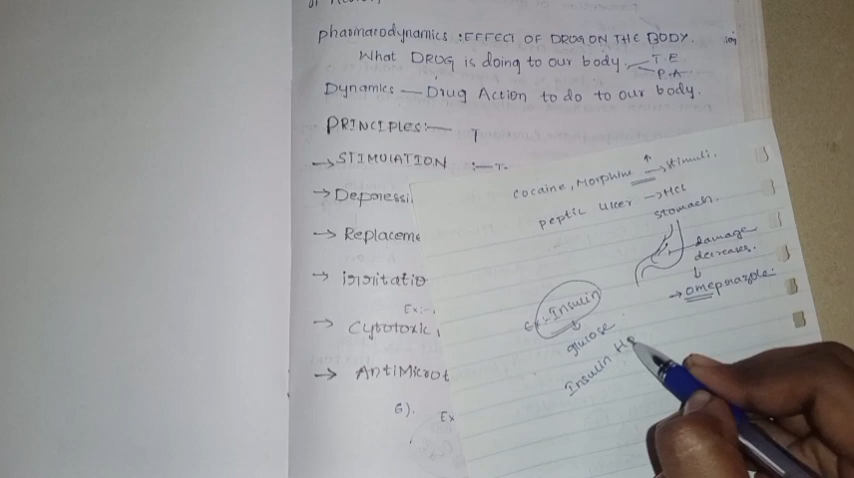 pharmacodynamics : EFFECT OF DRUG ON THE BODY.
What DRUG is doing to our body. T.E
P.A
Dynamics — Drug Action to do to our body.
PRINCIPLES:—
→ STIMULATION :—
→ Depressi
→ Replaceme
→ irritatio
Ex:-
→ Cytotoxic
→ AntiMicrob
6). Ex
cocaine, Morphine ↑ → stimuli.
peptic ulcer → HCl
stomach.
damage
decreases.
↓
→ omeprazole.
Ex:- Insulin
↓
glucose
Insulin Ho